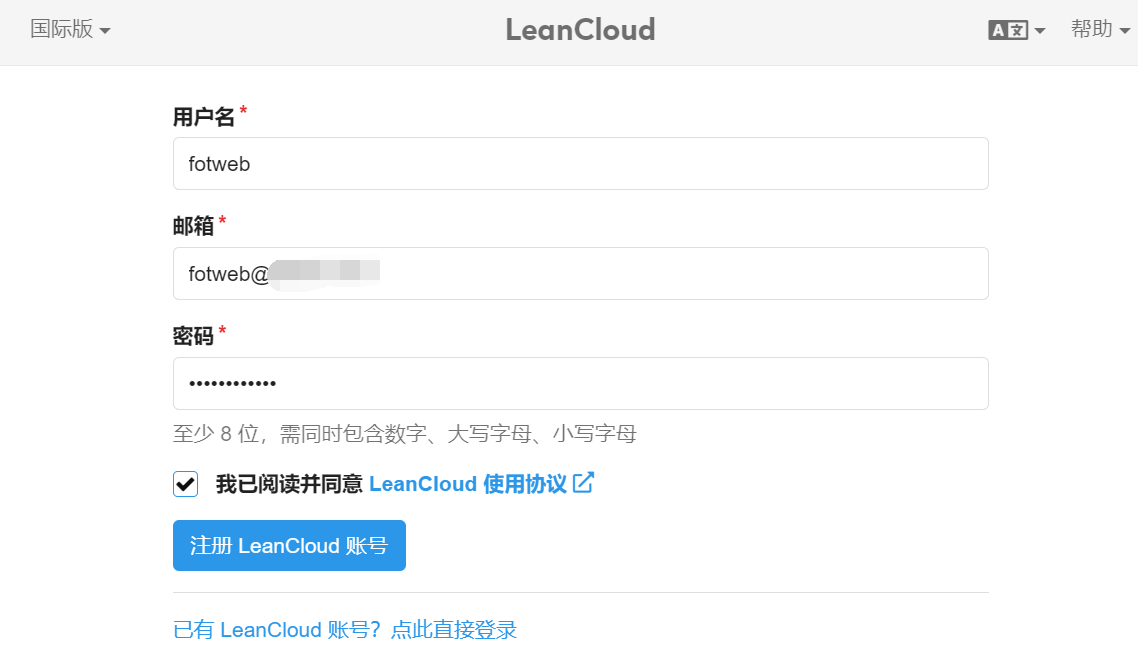 国际版
LeanCloud
A 文
帮助
用户名*
fotweb
邮箱*
fotweb@
密码*
••••••••••••
至少 8 位，需同时包含数字、大写字母、小写字母
我已阅读并同意 LeanCloud 使用协议
注册 LeanCloud 账号
已有 LeanCloud 账号？点此直接登录